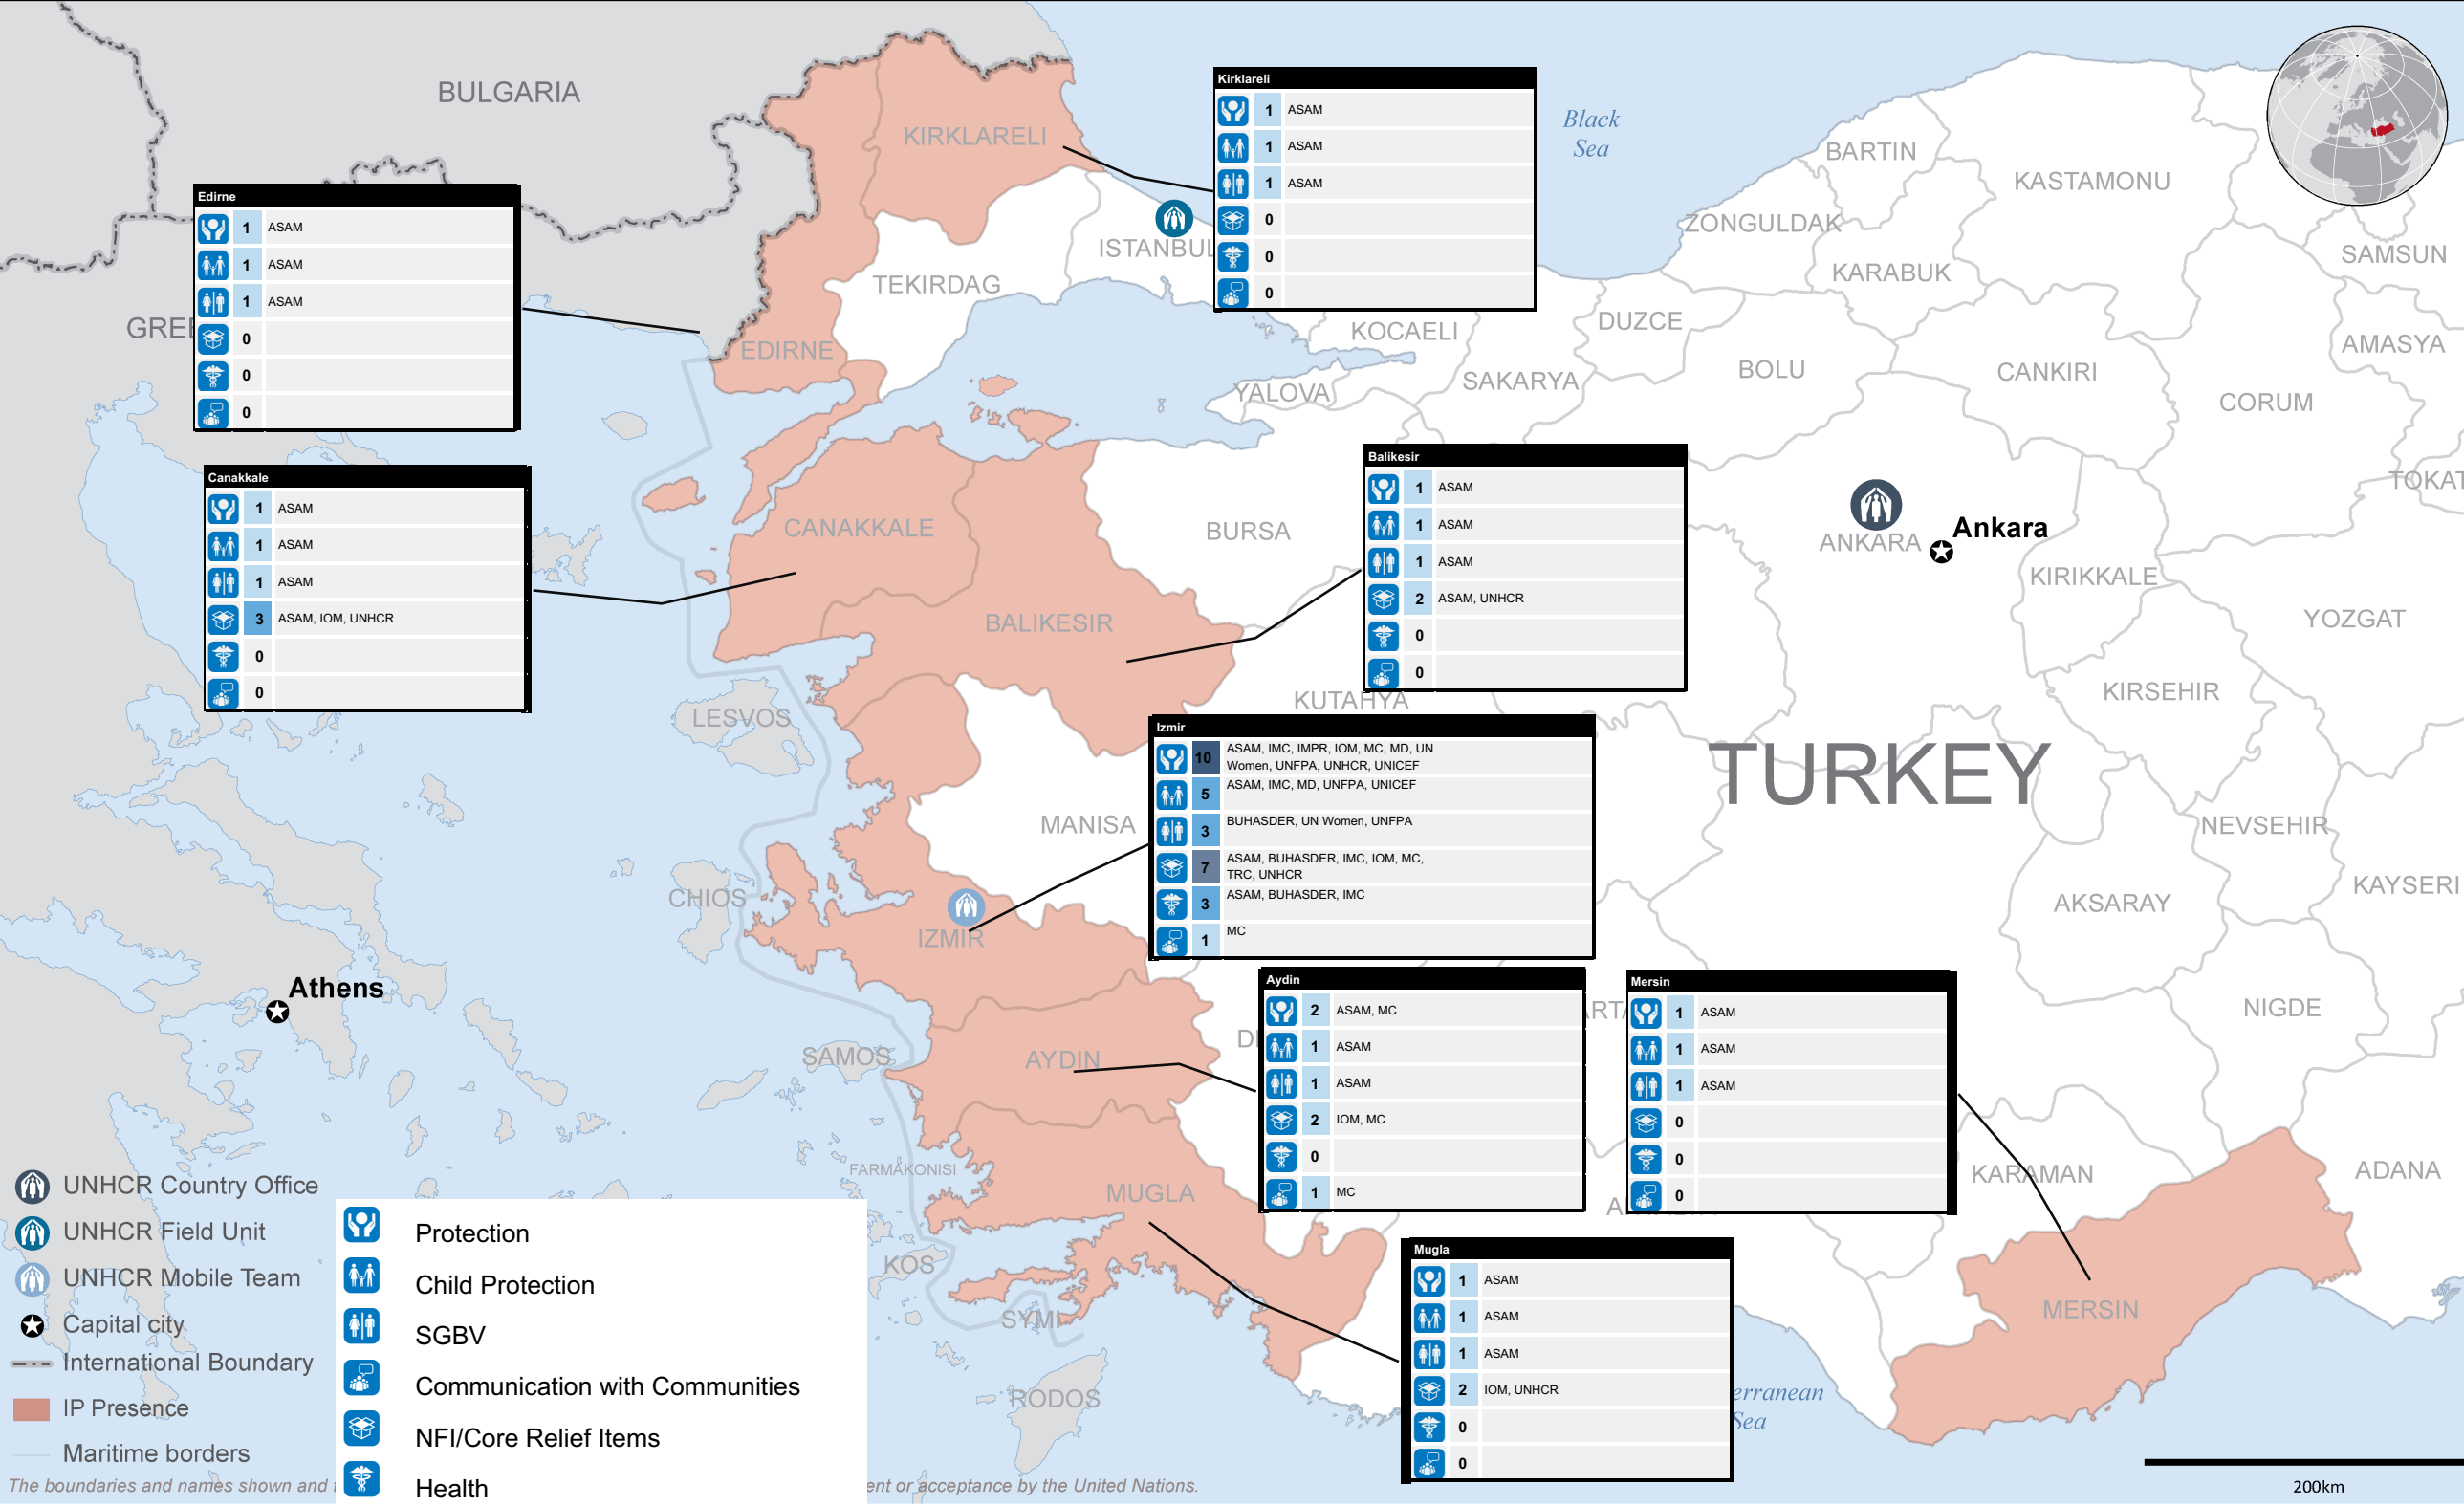 BULGARIA
KIRKLARELI
Black
Sea
BARTIN
KASTAMONU
ZONGULDAK
KARABUK
SAMSUN
ISTANBUL
TEKIRDAG
EDIRNE
KOCAELI
DUZCE
AMASYA
YALOVA
SAKARYA
BOLU
CANKIRI
CORUM
TOKAT
Kirklareli
1 ASAM
1 ASAM
1 ASAM
0
0
0
Edirne
1 ASAM
1 ASAM
1 ASAM
0
0
0
Canakkale
1 ASAM
1 ASAM
1 ASAM
3 ASAM, IOM, UNHCR
0
0
CANAKKALE
BALIKESIR
BURSA
Balikesir
1 ASAM
1 ASAM
1 ASAM
2 ASAM, UNHCR
0
0
ANKARA
Ankara
KIRIKKALE
YOZGAT
KIRSEHIR
KUTAHYA
LESVOS
TURKEY
MANISA
Izmir
10 ASAM, IMC, IMPR, IOM, MC, MD, UN
Women, UNFPA, UNHCR, UNICEF
5 ASAM, IMC, MD, UNFPA, UNICEF
3 BUHASDER, UN Women, UNFPA
7 ASAM, BUHASDER, IMC, IOM, MC,
TRC, UNHCR
3 ASAM, BUHASDER, IMC
1 MC
NEVSEHIR
KAYSERI
AKSARAY
CHIOS
IZMIR
Athens
NIGDE
SAMOS
AYDIN
Aydin
2 ASAM, MC
1 ASAM
1 ASAM
2 IOM, MC
0
1 MC
Mersin
1 ASAM
1 ASAM
1 ASAM
0
0
0
KARAMAN
ADANA
FARMAKONISI
MUGLA
KOS
SYMI
RODOS
MERSIN
Mugla
1 ASAM
1 ASAM
1 ASAM
2 IOM, UNHCR
0
0
erranean
Sea
UNHCR Country Office
UNHCR Field Unit
UNHCR Mobile Team
Capital city
International Boundary
IP Presence
Maritime borders
Protection
Child Protection
SGBV
Communication with Communities
NFI/Core Relief Items
Health
The boundaries and names shown and
ent or acceptance by the United Nations.
200km